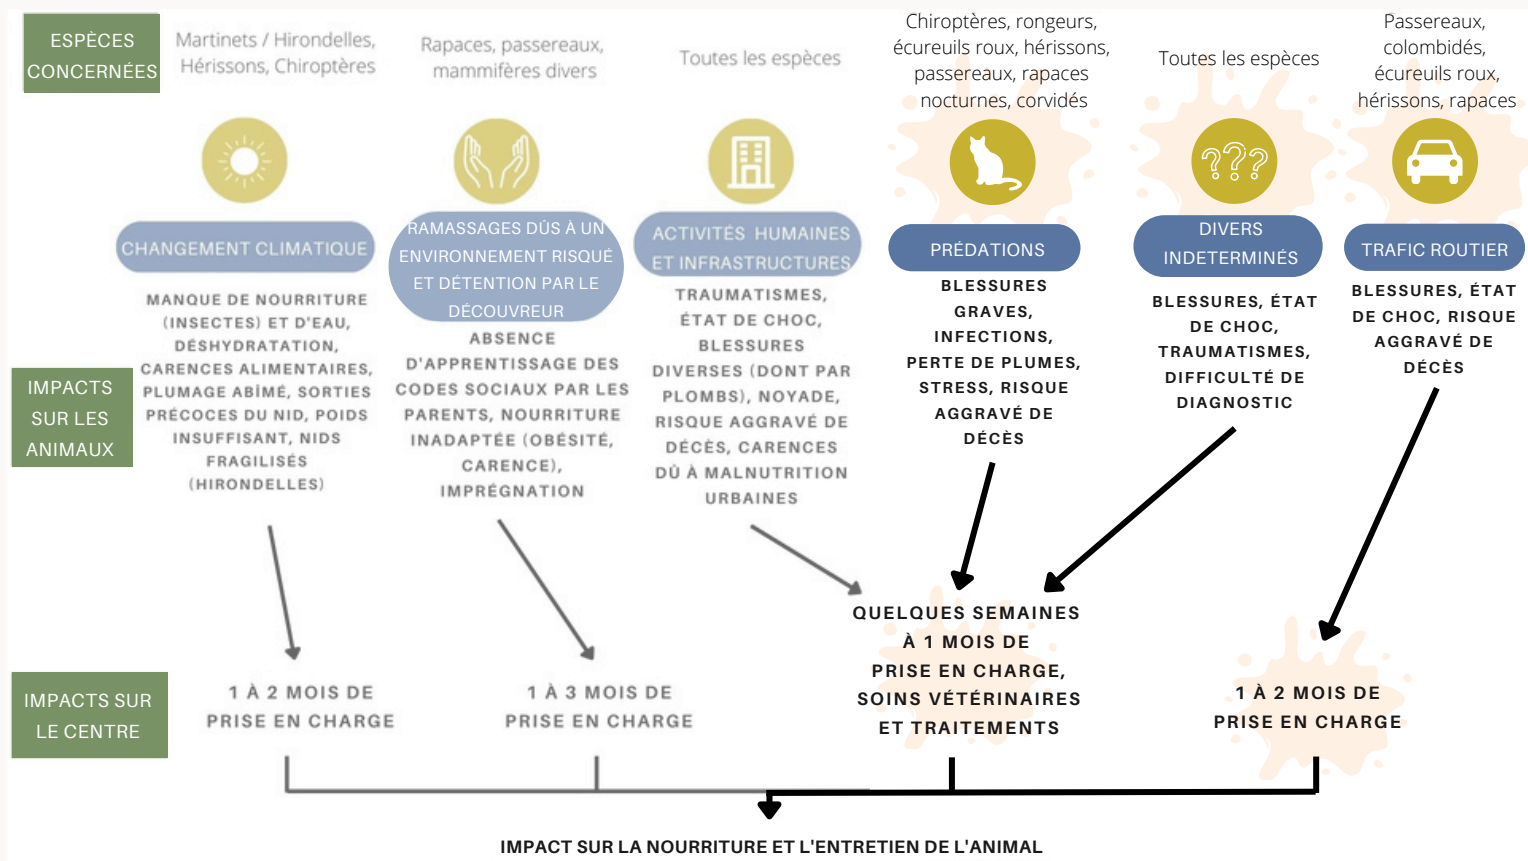 ESPÈCES
CONCERNÉES
Martinets / Hirondelles,
Hérissons, Chiroptères
Rapaces, passereaux,
mammifères divers
Toutes les espèces
Chiroptères, rongeurs,
écureuils roux, hérissons,
passereaux, rapaces
nocturnes, corvidés
Toutes les espèces
Passereaux,
colombidés,
écureuils roux,
hérissons, rapaces
???
CHANGEMENT CLIMATIQUE
RAMASSAGES DÛS À UN
ENVIRONNEMENT RISQUÉ
ET DÉTENTION PAR LE
DÉCOUVREUR
ACTIVITÉS HUMAINES
ET INFRASTRUCTURES
PRÉDATIONS
DIVERS
INDETERMINÉS
TRAFIC ROUTIER
IMPACTS
SUR LES
ANIMAUX
MANQUE DE NOURRITURE
(INSECTES) ET D'EAU,
DÉSHYDRATATION,
CARENCES ALIMENTAIRES,
PLUMAGE ABÎMÉ, SORTIES
PRÉCOCES DU NID, POIDS
INSUFFISANT, NIDS
FRAGILISÉS
(HIRONDELLES)
ABSENCE
D'APPRENTISSAGE DES
CODES SOCIAUX PAR LES
PARENTS, NOURRITURE
INADAPTÉE (OBÉSITÉ,
CARENCE),
IMPRÉGNATION
TRAUMATISMES,
ÉTAT DE CHOC,
BLESSURES
DIVERSES (DONT PAR
PLOMBS), NOYADE,
RISQUE AGGRAVÉ DE
DÉCÈS, CARENCES
DÛ À MALNUTRITION
URBAINES
BLESSURES
GRAVES,
INFECTIONS,
PERTE DE PLUMES,
STRESS, RISQUE
AGGRAVÉ DE
DÉCÈS
BLESSURES, ÉTAT
DE CHOC,
TRAUMATISMES,
DIFFICULTÉ DE
DIAGNOSTIC
BLESSURES, ÉTAT
DE CHOC, RISQUE
AGGRAVÉ DE
DÉCÈS
IMPACTS SUR
LE CENTRE
1 À 2 MOIS DE
PRISE EN CHARGE
1 À 3 MOIS DE
PRISE EN CHARGE
QUELQUES SEMAINES
À 1 MOIS DE
PRISE EN CHARGE,
SOINS VÉTÉRINAIRES
ET TRAITEMENTS
1 À 2 MOIS DE
PRISE EN CHARGE
IMPACT SUR LA NOURRITURE ET L'ENTRETIEN DE L'ANIMAL